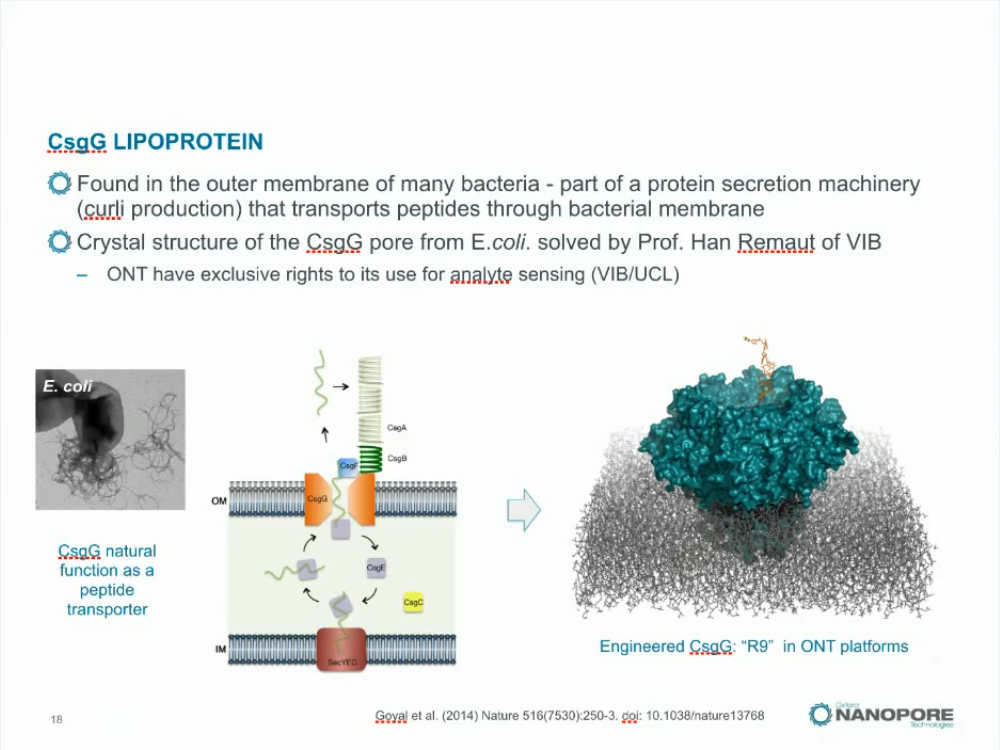 CsgG LIPOPROTEIN
Found in the outer membrane of many bacteria - part of a protein secretion machinery
(curli production) that transports peptides through bacterial membrane
Crystal structure of the CsgG pore from E.coli. solved by Prof. Han Remaut of VIB
– ONT have exclusive rights to its use for analyte sensing (VIB/UCL)
E. coli
CsgG natural
function as a
peptide
transporter
CsgA
CsgB
CsgF
OM
CsgG
CsgE
CsgC
IM
SecYEG
Engineered CsgG: “R9” in ONT platforms
18
Goyal et al. (2014) Nature 516(7530):250-3. doi: 10.1038/nature13768
Oxford
NANOPORE
Technologies